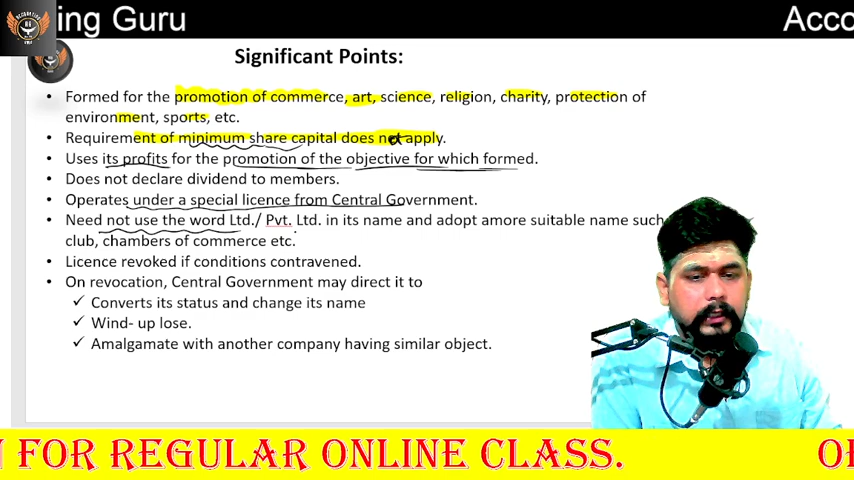 ing Guru
Acco
Significant Points:
• Formed for the promotion of commerce, art, science, religion, charity, protection of
environment, sports, etc.
• Requirement of minimum share capital does not apply.
• Uses its profits for the promotion of the objective for which formed.
• Does not declare dividend to members.
• Operates under a special licence from Central Government.
• Need not use the word Ltd./ Pvt. Ltd. in its name and adopt amore suitable name such
club, chambers of commerce etc.
• Licence revoked if conditions contravened.
• On revocation, Central Government may direct it to
✓ Converts its status and change its name
✓ Wind- up lose.
✓ Amalgamate with another company having similar object.
N FOR REGULAR ONLINE CLASS.